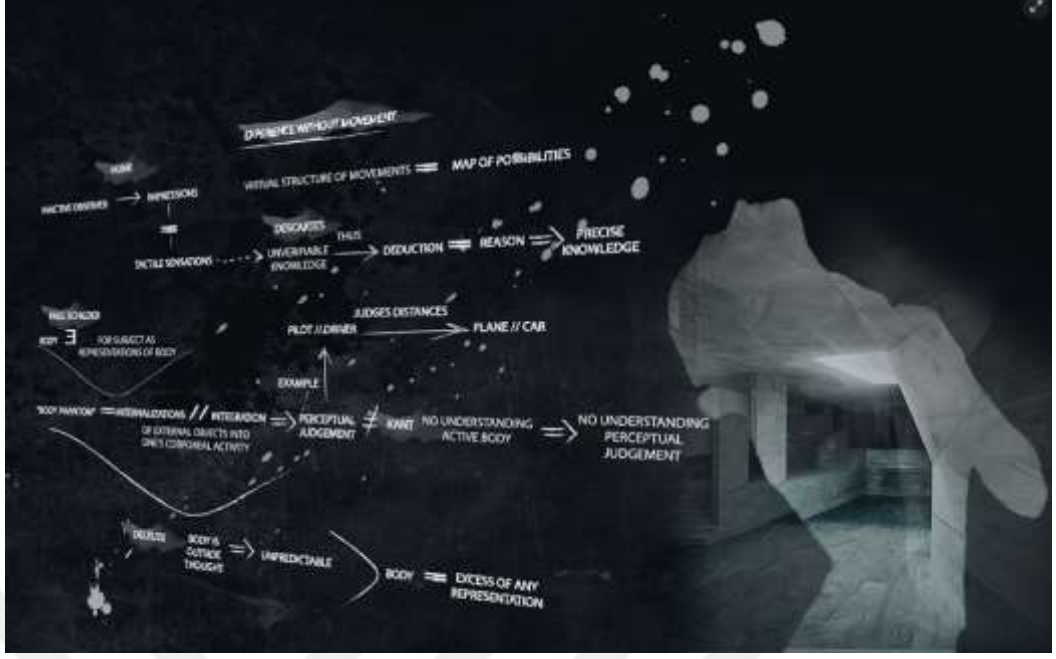 EXPERIENCE WITHOUT MOVEMENT
VIRTUAL STRUCTURE OF MOVEMENTS = MAP OF POSSIBILITIES
HUME
INACTIVE OBSERVER → IMPRESSIONS
=
TACTILE SENSATIONS
DESCARTES
UNVERIFIABLE
KNOWLEDGE
THUS
DEDUCTION = REASON ⇒ PRECISE
KNOWLEDGE
PAUL SCHILDER
BODY ∃ FOR SUBJECT AS
REPRESENTATIONS OF BODY
JUDGES DISTANCES
PILOT // DRIVER → PLANE // CAR
EXAMPLE
"BODY PHANTOM" = INTERNALIZATIONS // INTEGRATION
OF EXTERNAL OBJECTS INTO
ONE'S CORPOREAL ACTIVITY
⇒ PERCEPTUAL
JUDGEMENT
≠ KANT
NO UNDERSTANDING
ACTIVE BODY
⇒ NO UNDERSTANDING
PERCEPTUAL
JUDGEMENT
DELEUZE
BODY IS
OUTSIDE
THOUGHT
⇒ UNPREDICTABLE
BODY = EXCESS OF ANY
REPRESENTATION